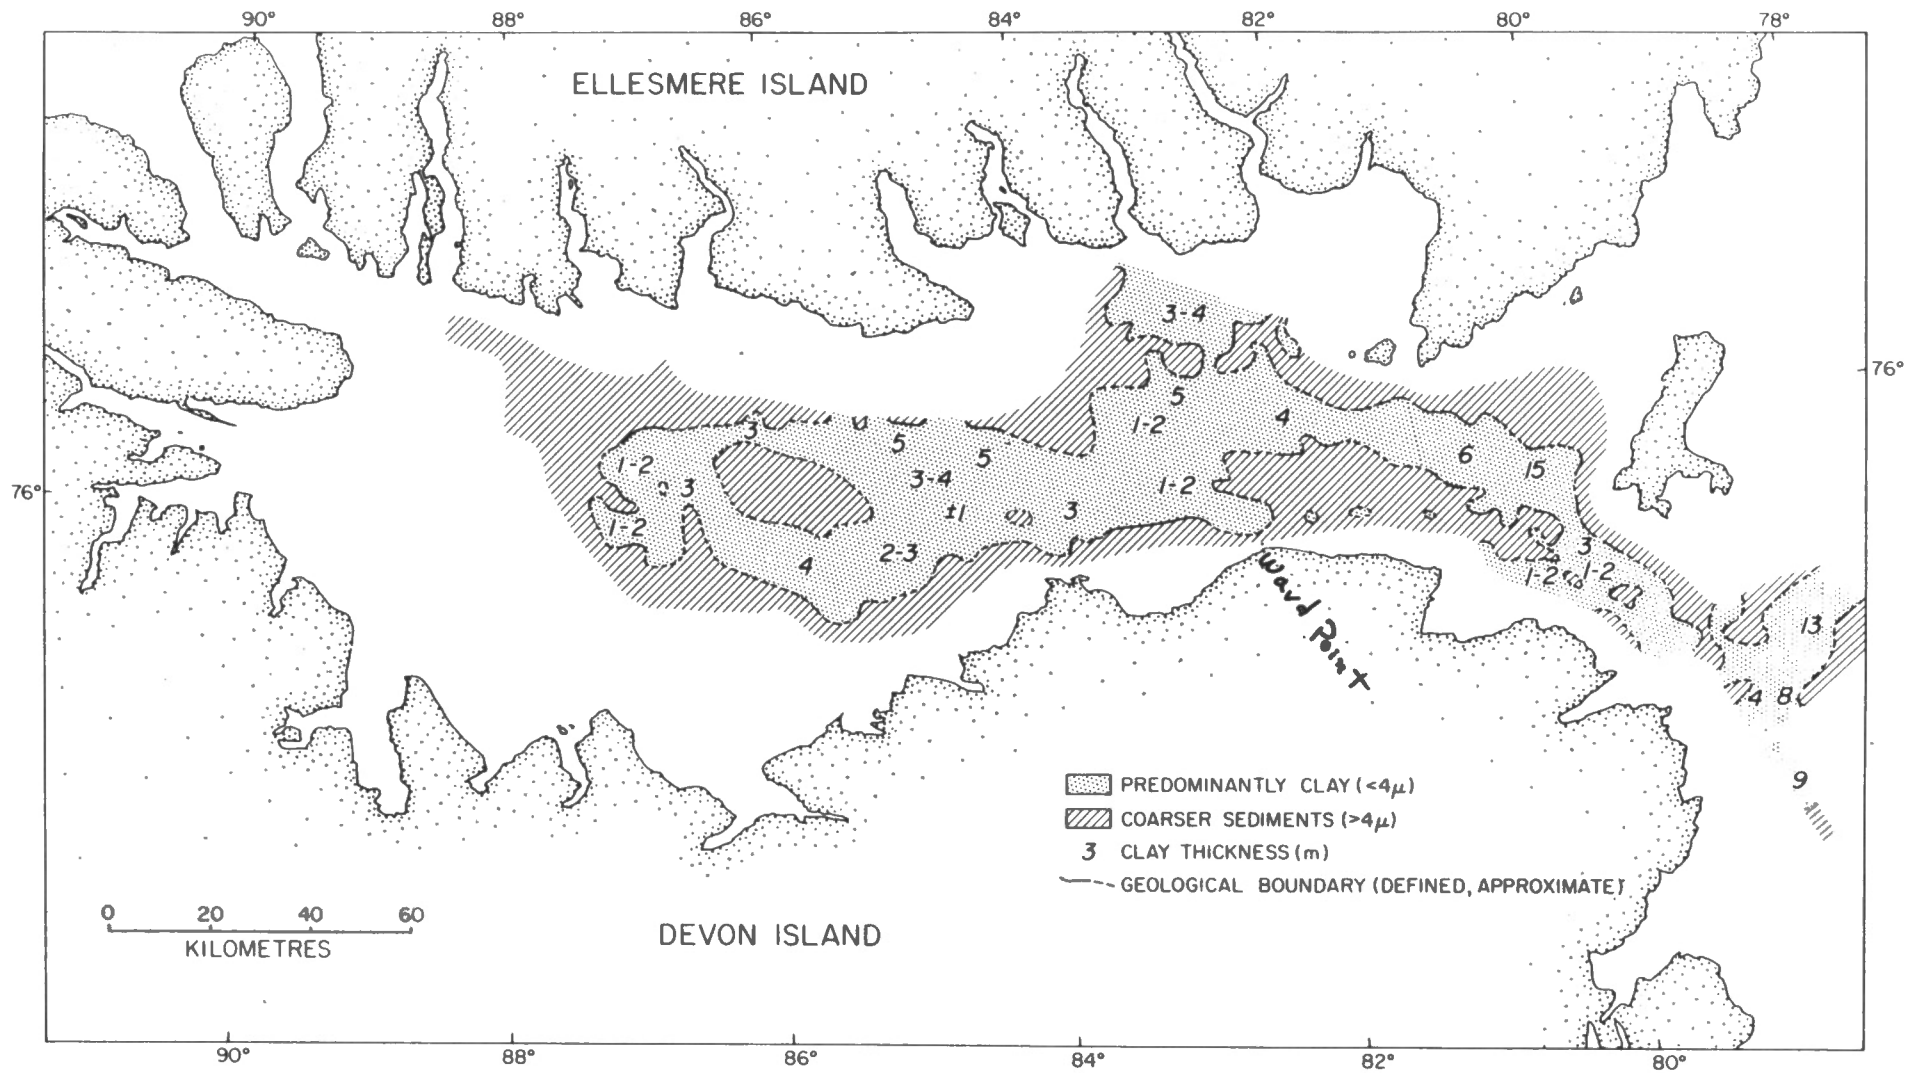 90° 88° 86° 84° 82° 80° 78°
ELLESMERE ISLAND
3-4
76°
5
1-2 4
3
5 5 6 15
1-2
3 3-4 1-2
±1 3
1-2
3
4 2-3
1-2 1-2
Ward Point
13
4 8
9
76°
PREDOMINANTLY CLAY (<4μ)
COARSER SEDIMENTS (>4μ)
3 CLAY THICKNESS (m)
GEOLOGICAL BOUNDARY (DEFINED, APPROXIMATE)
0 20 40 60
KILOMETRES
DEVON ISLAND
90° 88° 86° 84° 82° 80°